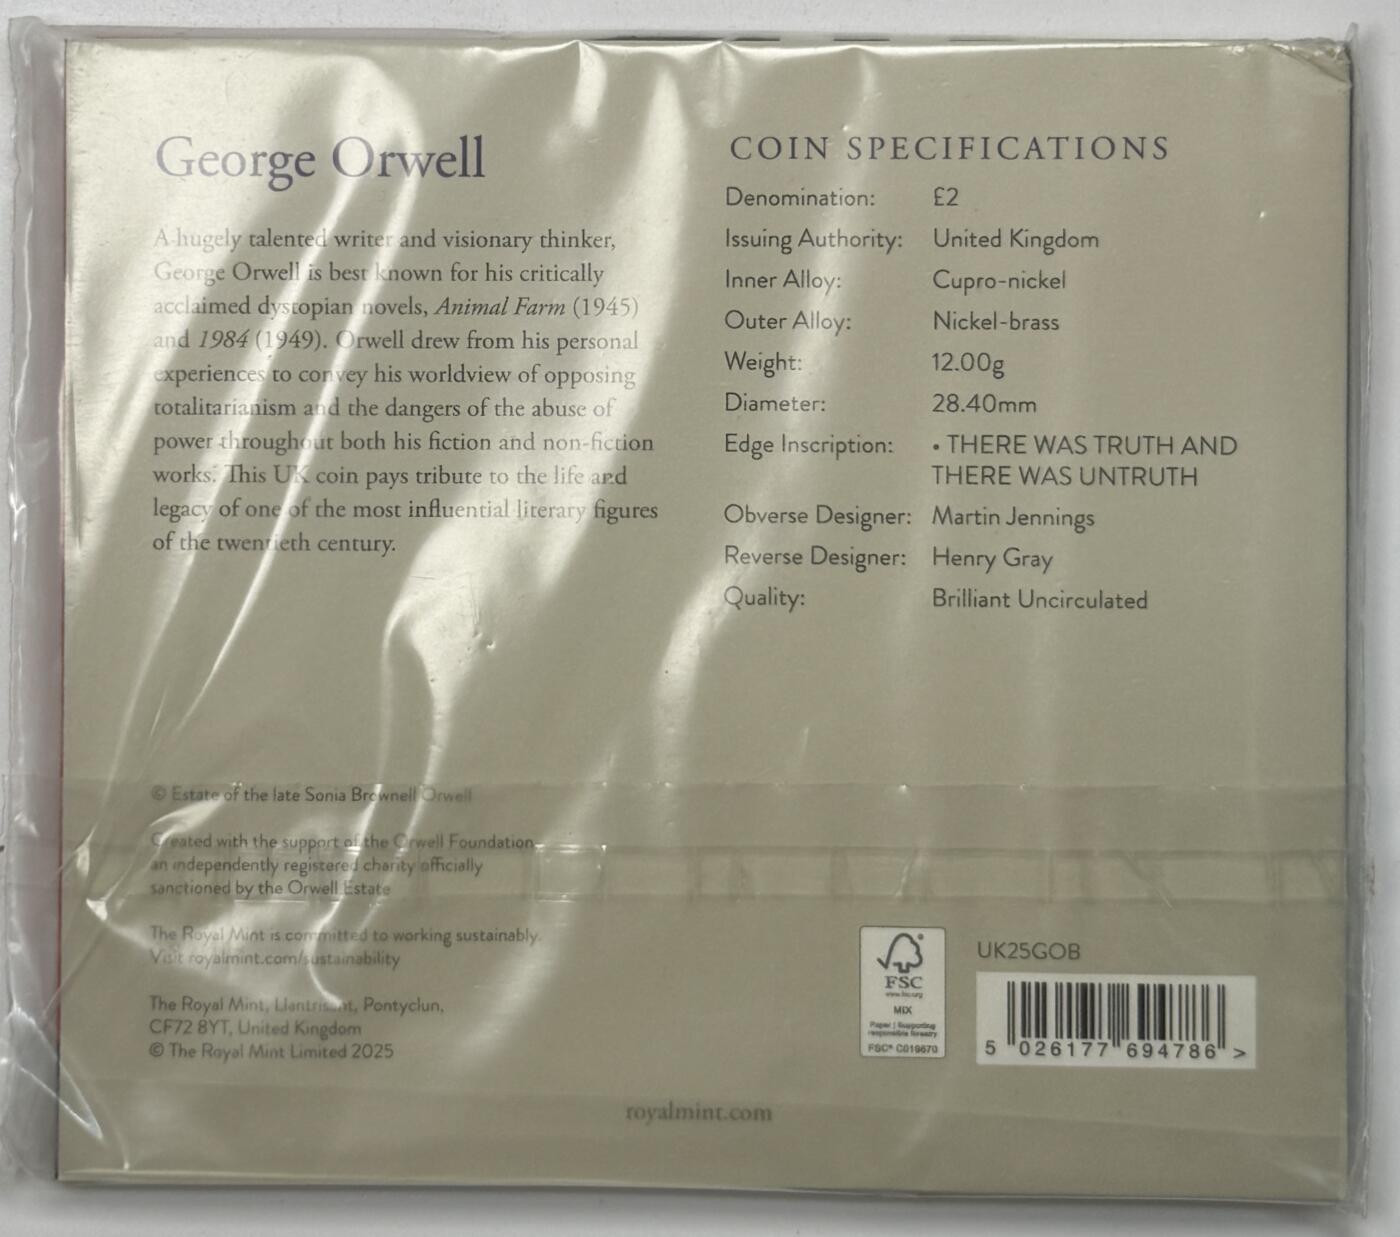 George Orwell
A hugely talented writer and visionary thinker,
George Orwell is best known for his critically
acclaimed dystopian novels, Animal Farm (1945)
and 1984 (1949). Orwell drew from his personal
experiences to convey his worldview of opposing
totalitarianism and the dangers of the abuse of
power throughout both his fiction and non-fiction
works. This UK coin pays tribute to the life and
legacy of one of the most influential literary figures
of the twentieth century.
COIN SPECIFICATIONS
Denomination: £2
Issuing Authority: United Kingdom
Inner Alloy: Cupro-nickel
Outer Alloy: Nickel-brass
Weight: 12.00g
Diameter: 28.40mm
Edge Inscription: • THERE WAS TRUTH AND
THERE WAS UNTRUTH
Obverse Designer: Martin Jennings
Reverse Designer: Henry Gray
Quality: Brilliant Uncirculated
© Estate of the late Sonia Brownell Orwell
Created with the support of the Orwell Foundation,
an independently registered charity officially
sanctioned by the Orwell Estate
The Royal Mint is committed to working sustainably.
Visit royalmint.com/sustainability
The Royal Mint, Llantrisant, Pontyclun,
CF72 8YT, United Kingdom
© The Royal Mint Limited 2025
FSC
www.fsc.org
MIX
Paper | Supporting
responsible forestry
FSC® C019670
UK25GOB
5 026177 694786 >
royalmint.com